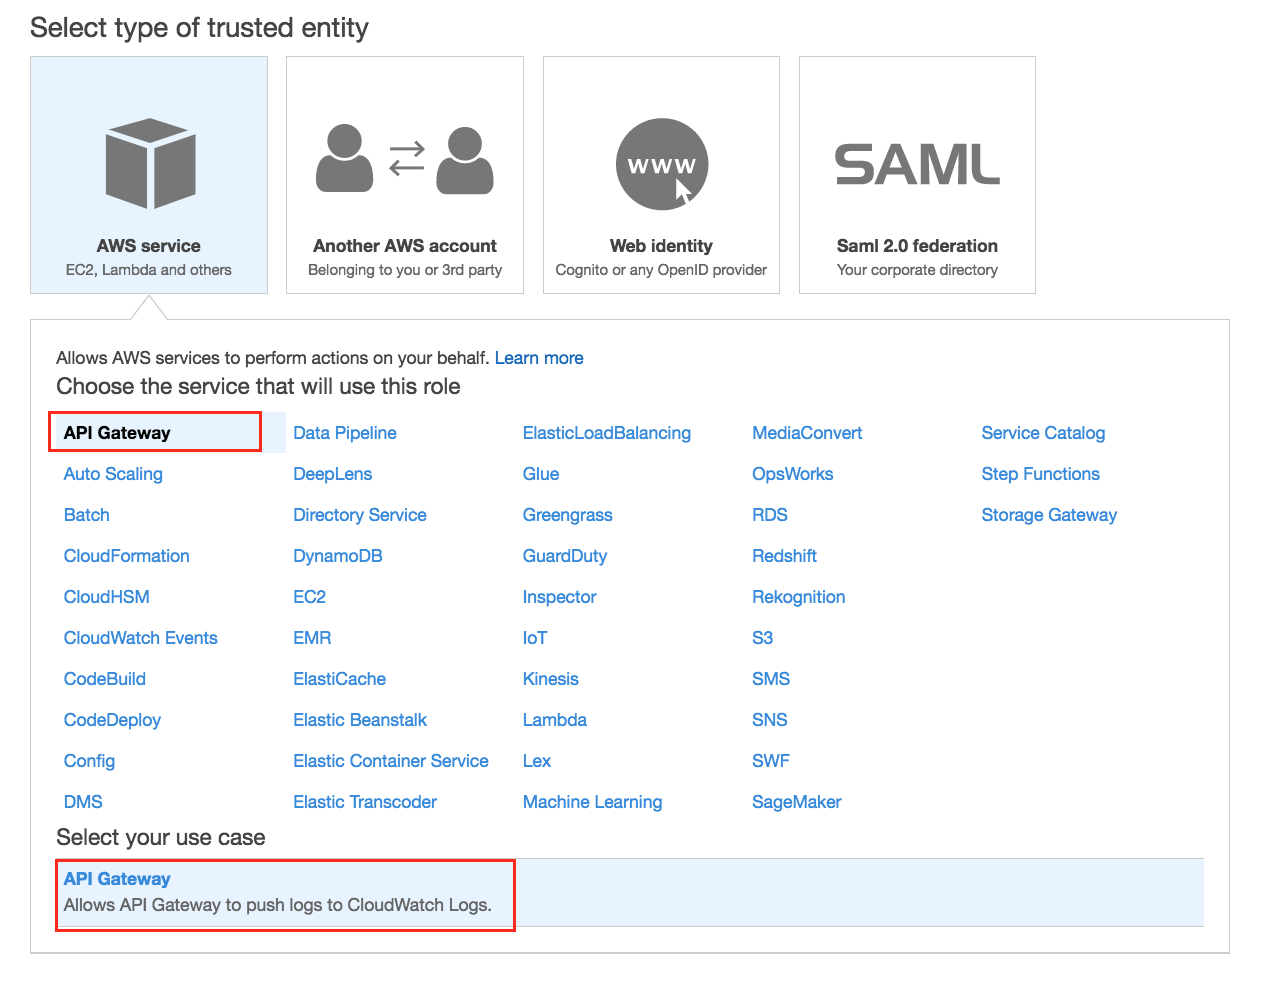 Select type of trusted entity
www
SAML
AWS service
EC2, Lambda and others
Another AWS account
Belonging to you or 3rd party
Web identity
Cognito or any OpenID provider
Saml 2.0 federation
Your corporate directory
Allows AWS services to perform actions on your behalf. Learn more
Choose the service that will use this role
API Gateway Data Pipeline ElasticLoadBalancing MediaConvert Service Catalog
Auto Scaling DeepLens Glue OpsWorks Step Functions
Batch Directory Service Greengrass RDS Storage Gateway
CloudFormation DynamoDB GuardDuty Redshift
CloudHSM EC2 Inspector Rekognition
CloudWatch Events EMR IoT S3
CodeBuild ElastiCache Kinesis SMS
CodeDeploy Elastic Beanstalk Lambda SNS
Config Elastic Container Service Lex SWF
DMS Elastic Transcoder Machine Learning SageMaker
Select your use case
API Gateway
Allows API Gateway to push logs to CloudWatch Logs.